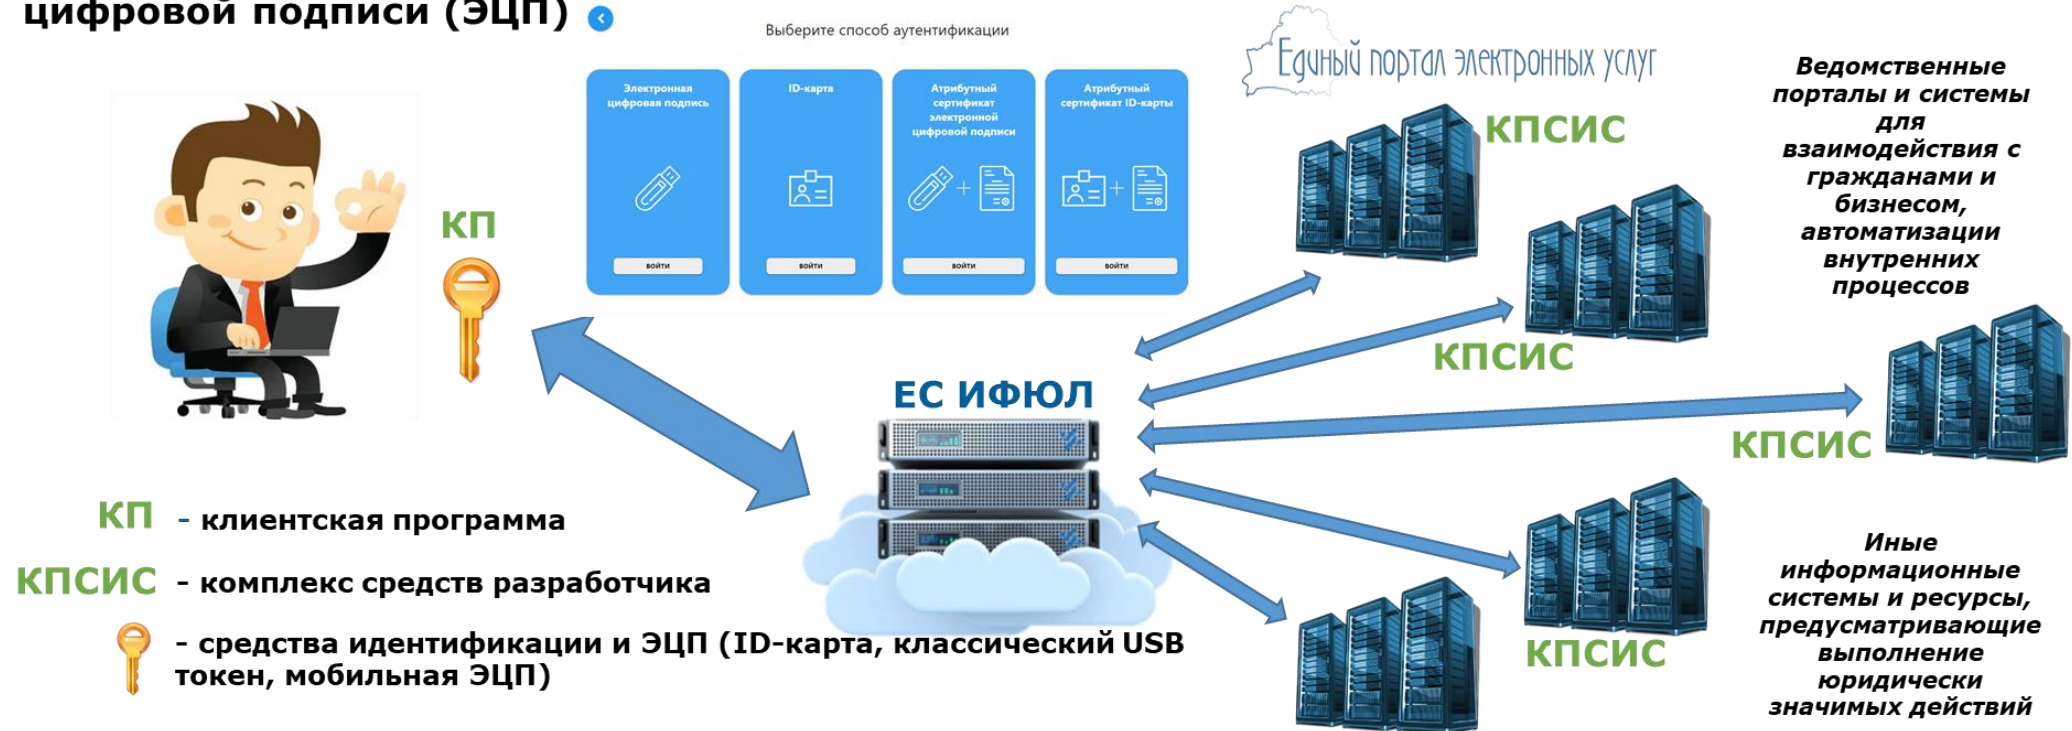 цифровой подписи (ЭЦП)
Выберите способ аутентификации
Электронная
цифровая подпись
войти
ID-карта
войти
Атрибутный
сертификат
электронной
цифровой подписи
войти
Атрибутный
сертификат ID-карты
войти
КП
Единый портал электронных услуг
КПСИС
КПСИС
КПСИС
КПСИС
Ведомственные
порталы и системы
для
взаимодействия с
гражданами и
бизнесом,
автоматизации
внутренних
процессов
ЕС ИФЮЛ
КП - клиентская программа
КПСИС - комплекс средств разработчика
- средства идентификации и ЭЦП (ID-карта, классический USB
токен, мобильная ЭЦП)
Иные
информационные
системы и ресурсы,
предусматривающие
выполнение
юридически
значимых действий